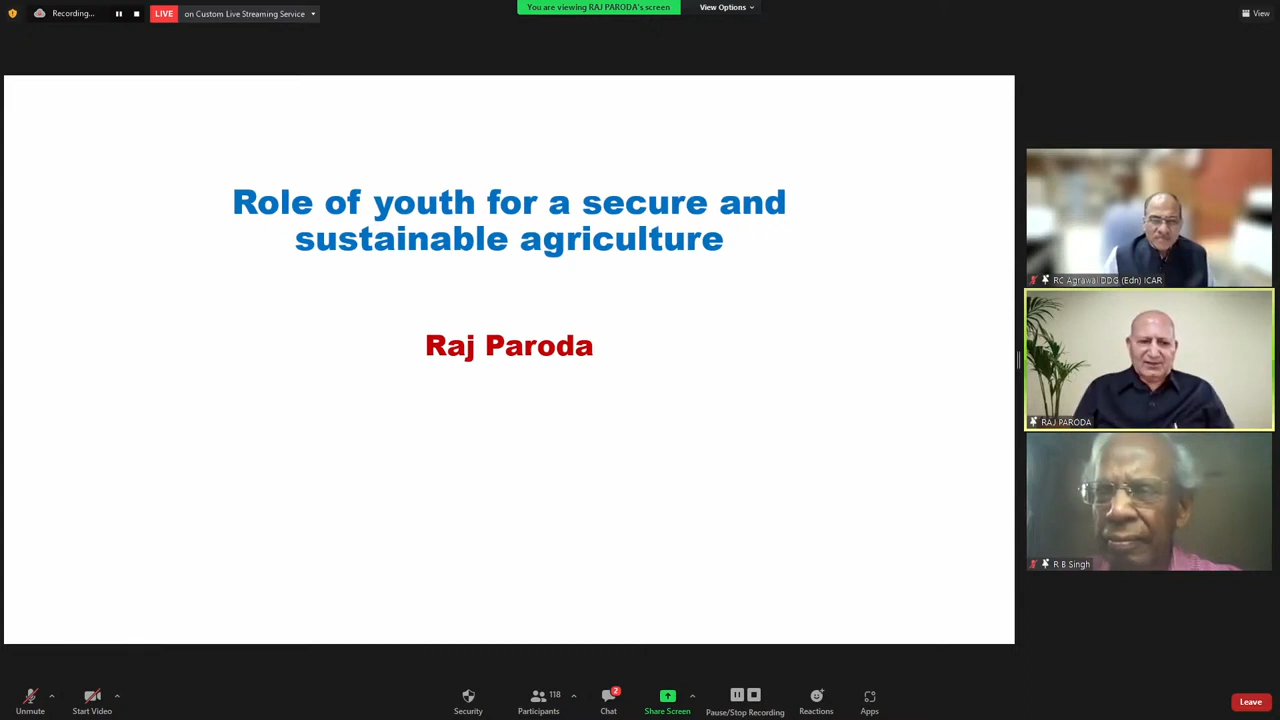 Recording...
LIVE on Custom Live Streaming Service
You are viewing RAJ PARODA's screen
View Options
View
Role of youth for a secure and
sustainable agriculture
Raj Paroda
RC Agrawal DDG (Edn) ICAR
RAJ PARODA
R B Singh
Unmute
Start Video
Security
118
Participants
2
Chat
Share Screen
Pause/Stop Recording
Reactions
Apps
Leave